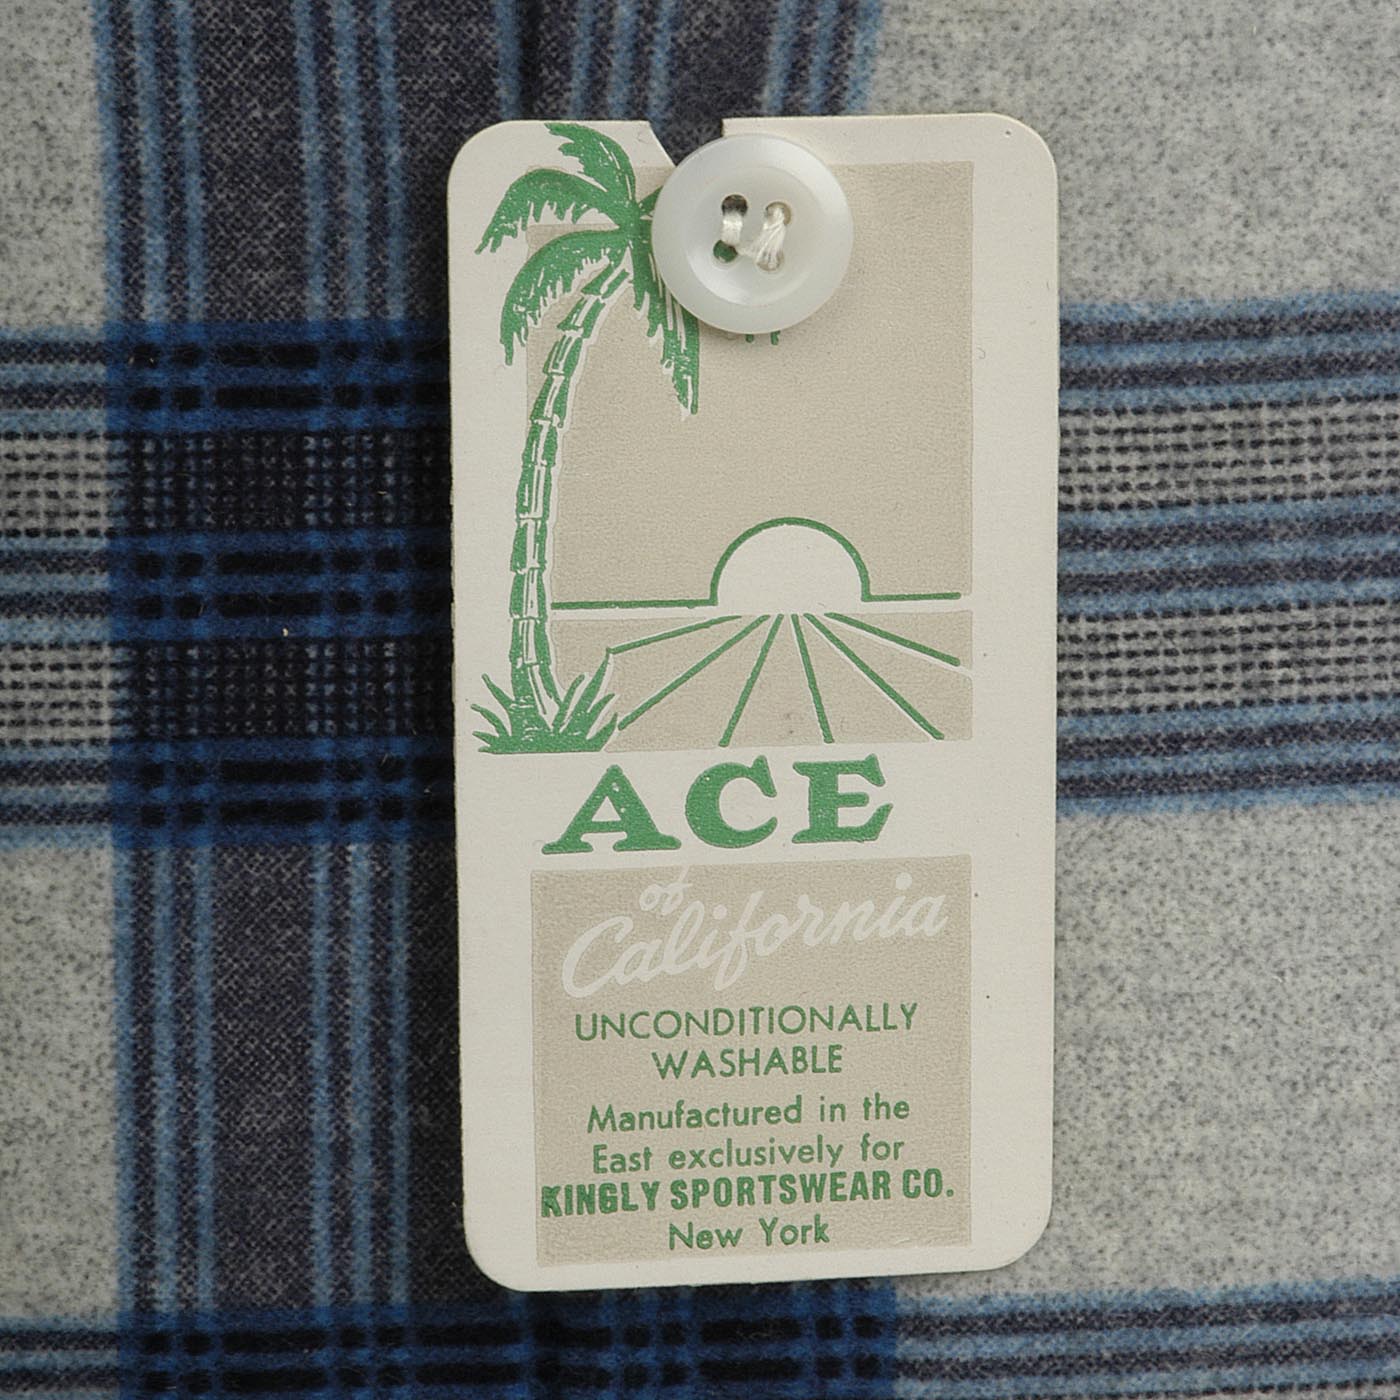 ACE
of
California
UNCONDITIONALLY
WASHABLE
Manufactured in the
East exclusively for
KINGLY SPORTSWEAR CO.
New York